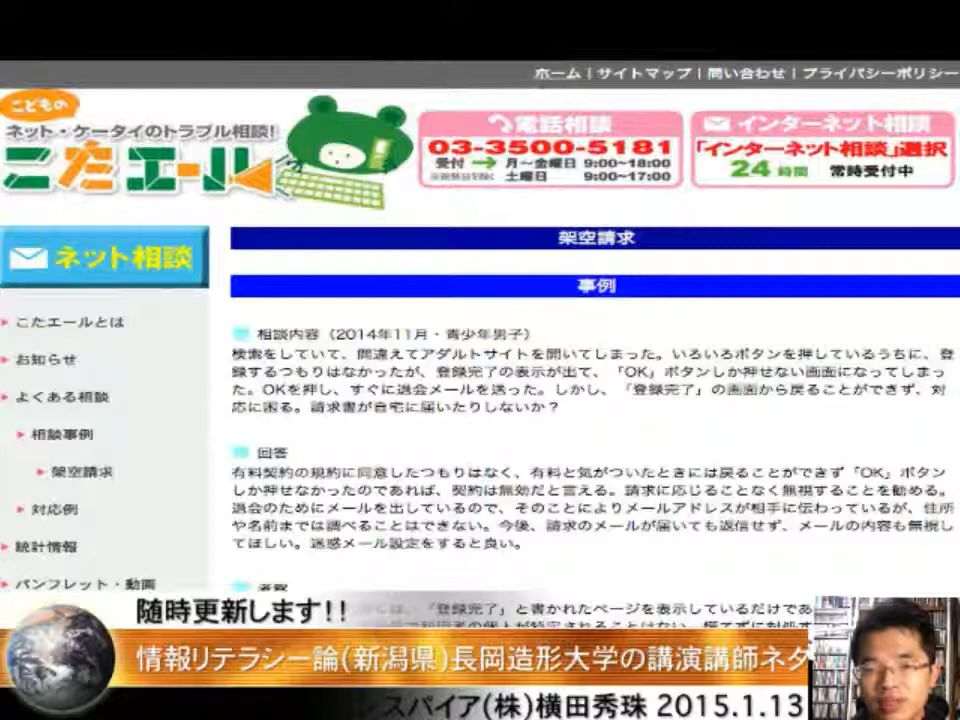 ホーム | サイトマップ | 問い合わせ | プライバシーポリシー
こどもの
ネット・ケータイのトラブル相談!
こたエール
電話相談
03-3500-5181
受付 → 月~金曜日 9:00~18:00
土曜日 9:00~17:00
インターネット相談
「インターネット相談」選択
24時間 常時受付中
ネット相談
こたエールとは
お知らせ
よくある相談
相談事例
架空請求
対応例
統計情報
パンフレット・動画
架空請求
事例
相談内容(2014年11月・青少年男子)
検索をしていて、間違えてアダルトサイトを開いてしまった。いろいろボタンを押しているうちに、登
録するつもりはなかったが、登録完了の表示が出て、「OK」ボタンしか押せない画面になってしまっ
た。OKを押し、すぐに退会メールを送った。しかし、「登録完了」の画面から戻ることができず、対
応に困る。請求書が自宅に届いたりしないか?
回答
有料契約の規約に同意したつもりはなく、有料と気がついたときには戻ることができず「OK」ボタン
しか押せなかったのであれば、契約は無効だと言える。請求に応じることなく無視することを勧める。
退会のためにメールを出しているので、そのことによりメールアドレスが相手に伝わっているが、住所
や名前までは調べることはできない。今後、請求のメールが届いても返信せず、メールの内容も無視し
てほしい。迷惑メール設定をすると良い。
「登録完了」と書かれたページを表示しているだけであ
随時更新します!!
情報リテラシー論(新潟県)長岡造形大学の講演講師ネタ
スパイア(株)横田秀珠 2015.1.13